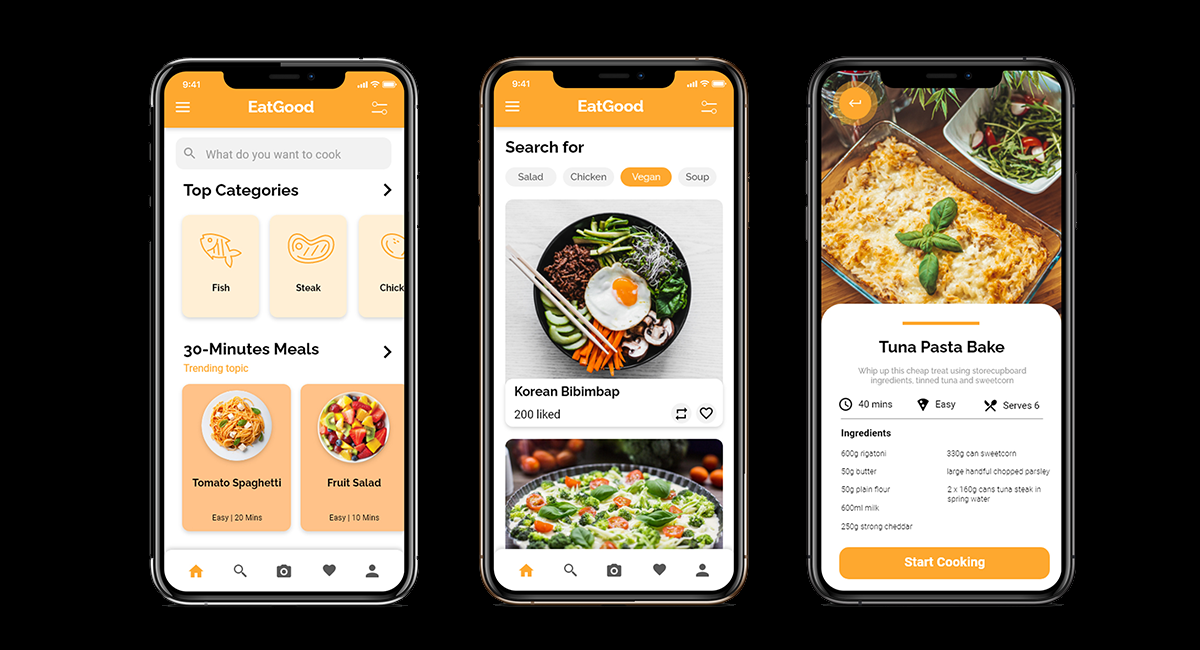 9:41
EatGood
What do you want to cook
Top Categories
Fish
Steak
Chick
30-Minutes Meals
Trending topic
Tomato Spaghetti
Easy | 20 Mins
Fruit Salad
Easy | 10 Mins
9:41
EatGood
Search for
Salad
Chicken
Vegan
Soup
Korean Bibimbap
200 liked
Tuna Pasta Bake
Whip up this cheap treat using storecupboard
ingredients, tinned tuna and sweetcorn
40 mins
Easy
Serves 6
Ingredients
600g rigatoni
50g butter
50g plain flour
600ml milk
250g strong cheddar
330g can sweetcorn
large handful chopped parsley
2 x 160g cans tuna steak in
spring water
Start Cooking